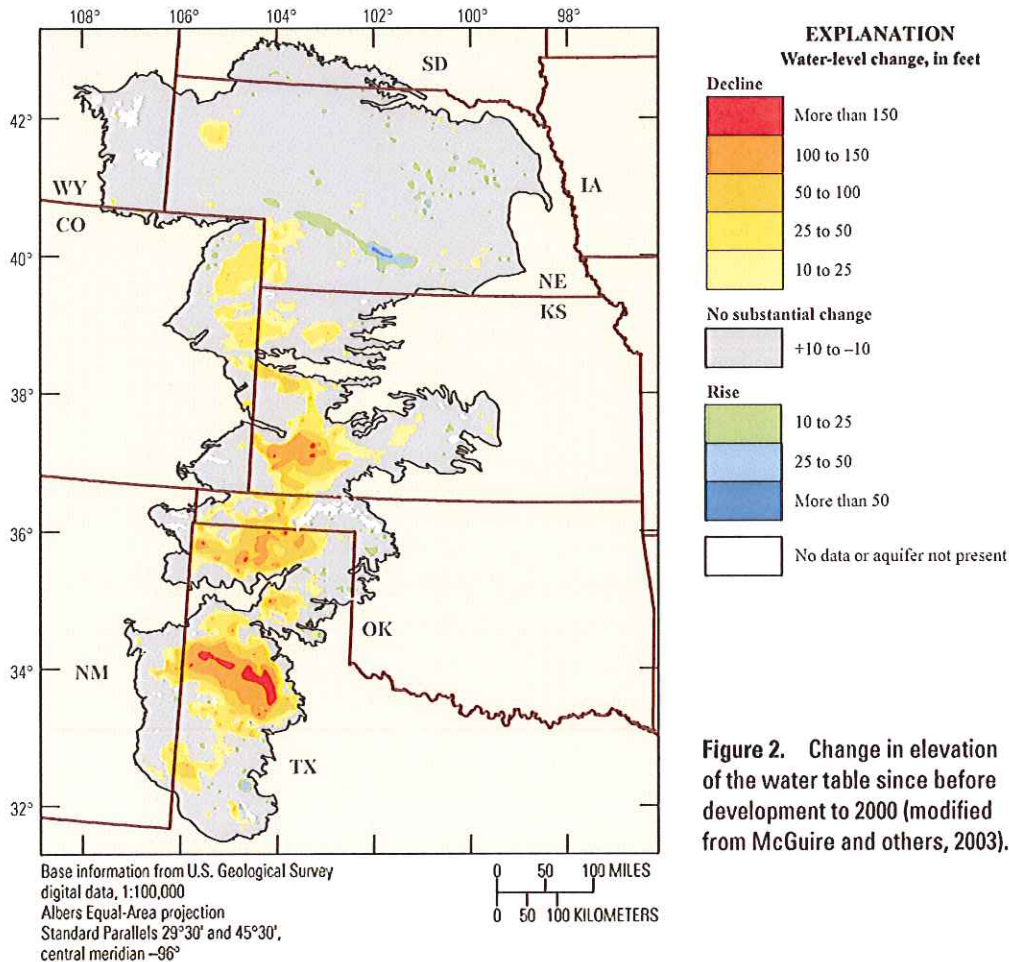 108° 106° 104° 102° 100° 98°
SD
42°
IA
WY
CO
40°
NE
KS
38°
36°
OK
34°
NM
TX
32°
Base information from U.S. Geological Survey
digital data, 1:100,000
Albers Equal-Area projection
Standard Parallels 29°30' and 45°30',
central meridian –96°
0 50 100 MILES
0 50 100 KILOMETERS
EXPLANATION
Water-level change, in feet
Decline
More than 150
100 to 150
50 to 100
25 to 50
10 to 25
No substantial change
+10 to –10
Rise
10 to 25
25 to 50
More than 50
No data or aquifer not present
Figure 2. Change in elevation
of the water table since before
development to 2000 (modified
from McGuire and others, 2003).